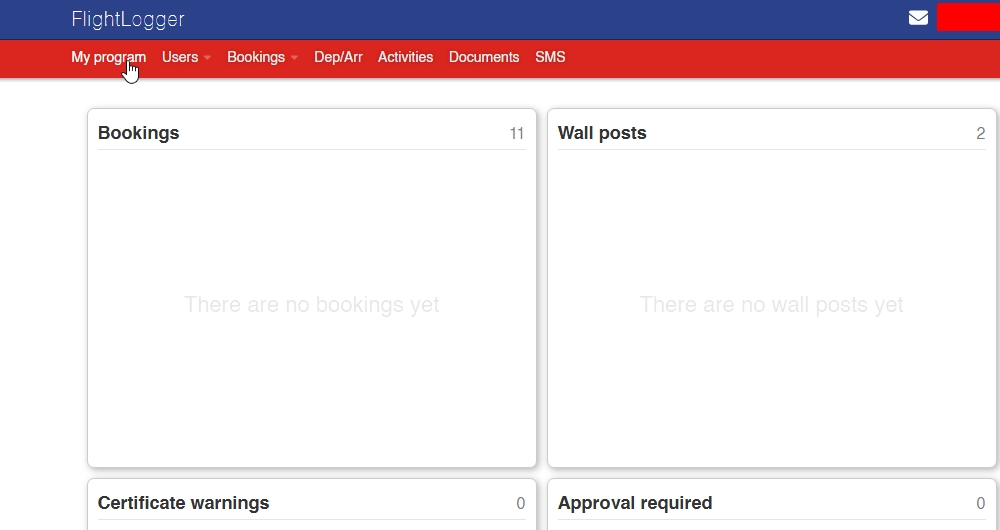 FlightLogger
My program Users Bookings Dep/Arr Activities Documents SMS
Bookings 11
Wall posts 2
There are no bookings yet
There are no wall posts yet
Certificate warnings 0
Approval required 0